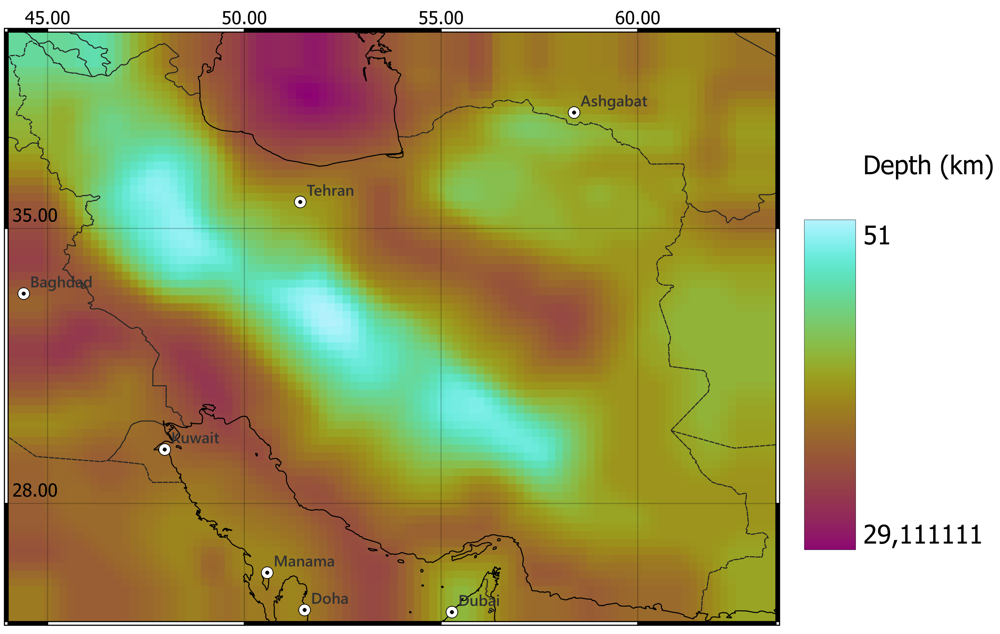 45.00 50.00 55.00 60.00
Ashgabat
Depth (km)
Tehran
35.00
51
Baghdad
Kuwait
28.00
29,111111
Manama
Doha
Dubai